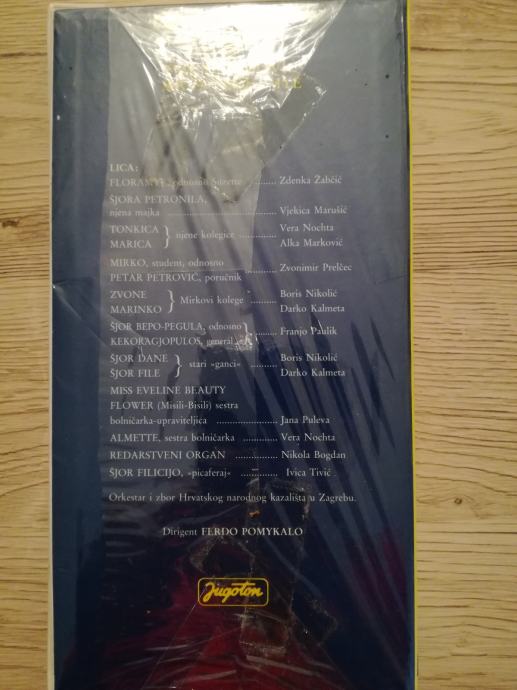 LICA:
FLORAMY, odnosno Suzette ........ Zdenka Žabčić
ŠJORA PETRONILA,
njena majka ........ Vjekica Marušić
TONKICA } njene kolegice ........ Vera Nochta
MARICA Alka Marković
MIRKO, student, odnosno
PETAR PETROVIĆ, poručnik ........ Zvonimir Prelčec
ZVONE } Mirkovi kolege ........ Boris Nikolić
MARINKO Darko Kalmeta
ŠJOR BEPO-PEGULA, odnosno
KEKORAGJOPULOS, general } ........ Franjo Paulik
ŠJOR DANE } stari »ganci« ........ Boris Nikolić
ŠJOR FILE Darko Kalmeta
MISS EVELINE BEAUTY
FLOWER (Misili-Bisili) sestra
bolničarka-upraviteljica ........ Jana Puleva
ALMETTE, sestra bolničarka ........ Vera Nochta
REDARSTVENI ORGAN ........ Nikola Bogdan
ŠJOR FILICIJO, »picaferaj« ........ Ivica Tivić
Orkestar i zbor Hrvatskog narodnog kazališta u Zagrebu.
Dirigent FERDO POMYKALO
Jugoton